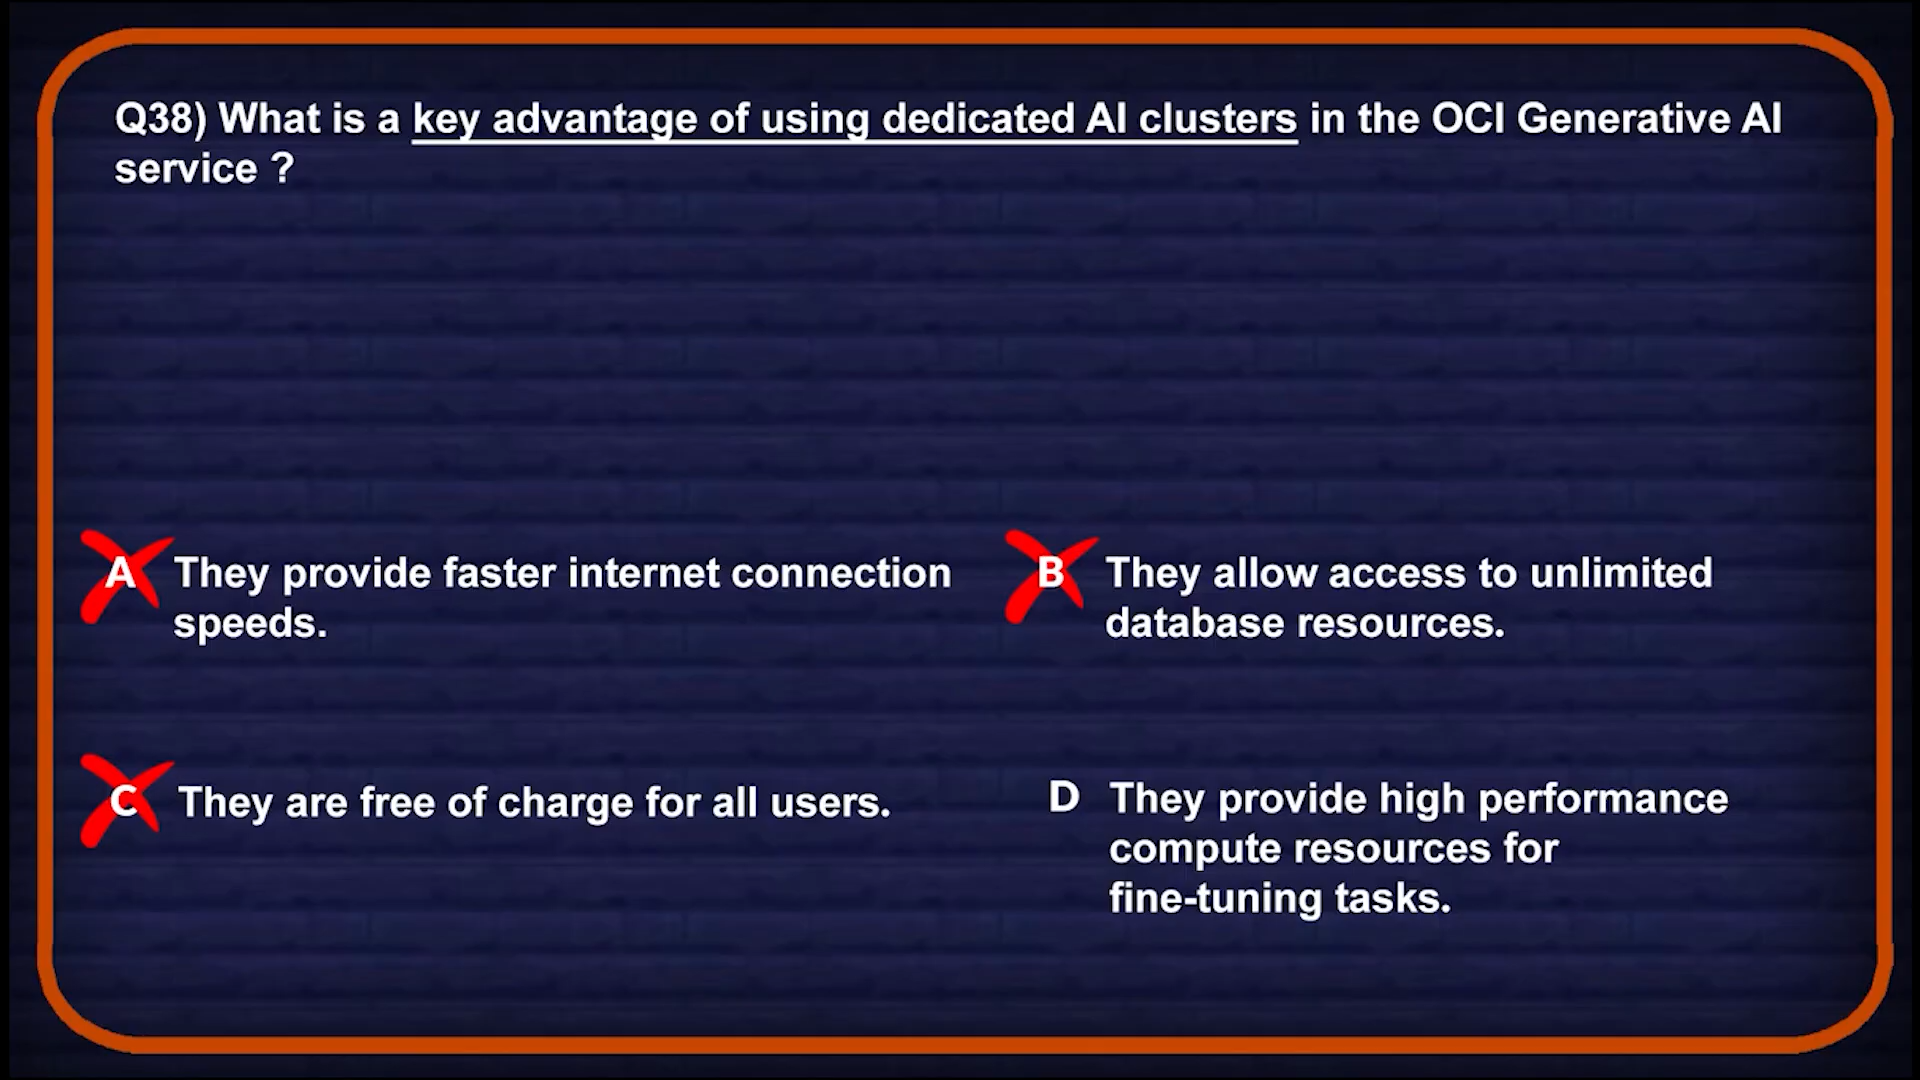 Q38) What is a key advantage of using dedicated AI clusters in the OCI Generative AI
service ?
A They provide faster internet connection
speeds.
B They allow access to unlimited
database resources.
C They are free of charge for all users.
D They provide high performance
compute resources for
fine-tuning tasks.